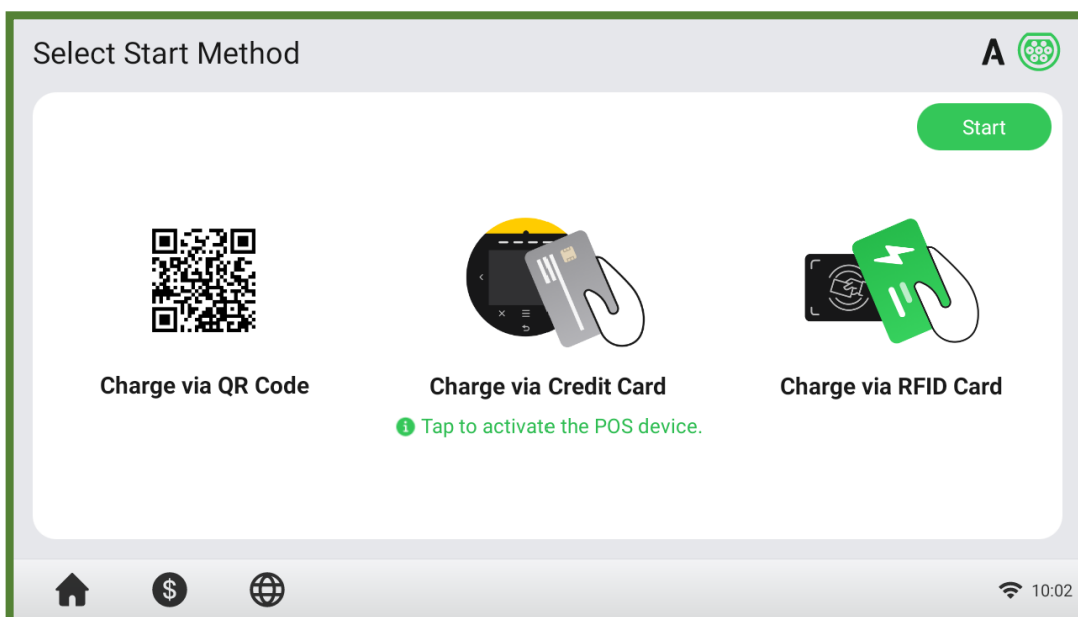 Select Start Method
A
Start
Charge via QR Code
Charge via Credit Card
Charge via RFID Card
Tap to activate the POS device.
10:02